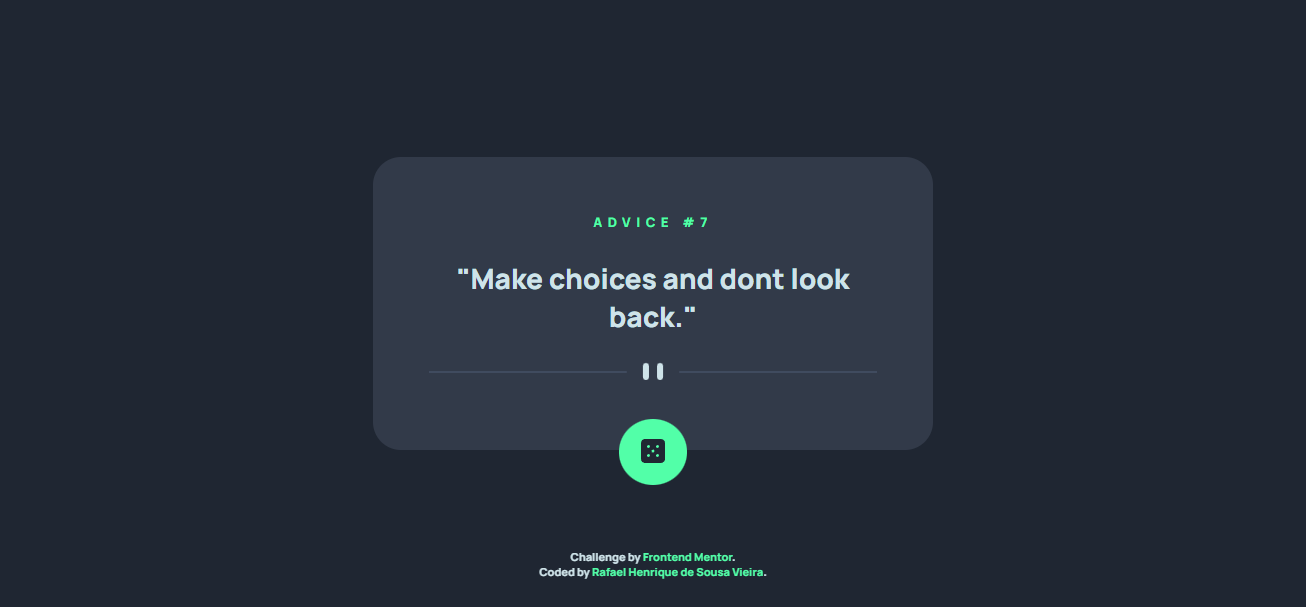 ADVICE #7
"Make choices and dont look
back."
Challenge by Frontend Mentor.
Coded by Rafael Henrique de Sousa Vieira.